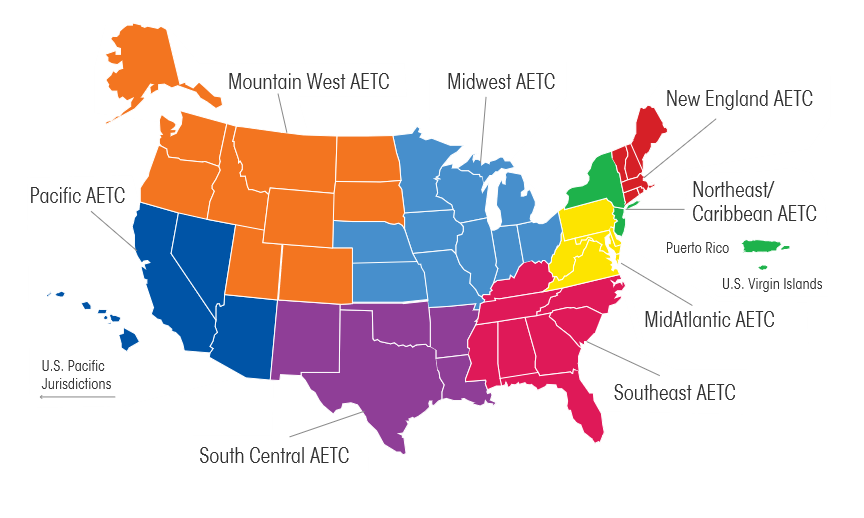 Mountain West AETC
Midwest AETC
New England AETC
Pacific AETC
Northeast/
Caribbean AETC
Puerto Rico
U.S. Virgin Islands
MidAtlantic AETC
U.S. Pacific
Jurisdictions
Southeast AETC
South Central AETC